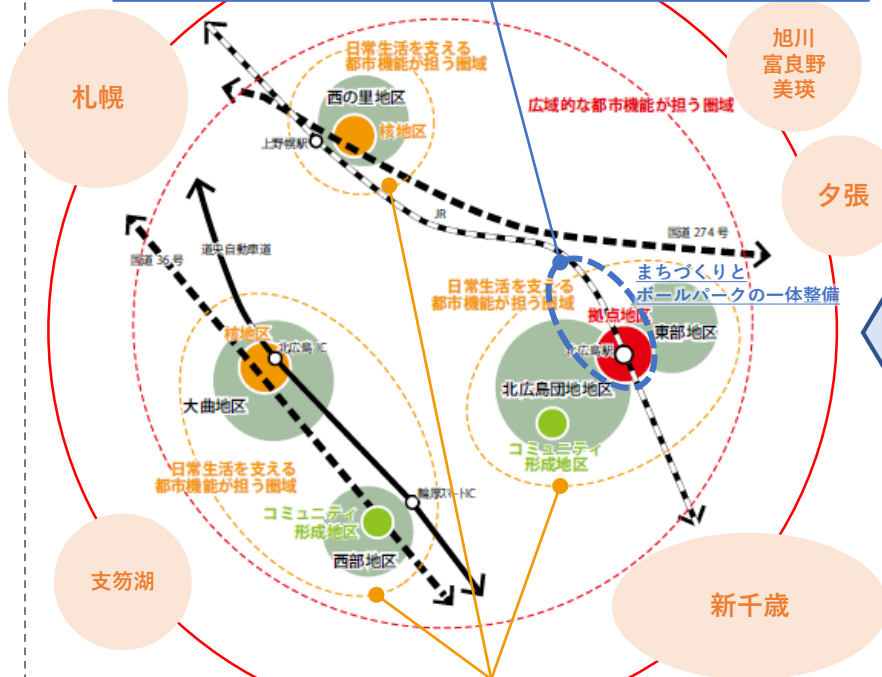 札幌
旭川
富良野
美瑛
日常生活を支える
都市機能が担う圏域
西の里地区
核地区
広域的な都市機能が担う圏域
上野幌駅
夕張
JR
国道 274 号
道央自動車道
国道 36 号
まちづくりと
ボールパークの一体整備
日常生活を支える
都市機能が担う圏域
拠点地区
東部地区
核地区
北広島 IC
北広島駅
大曲地区
北広島団地地区
コミュニティ
形成地区
日常生活を支える
都市機能が担う圏域
輪厚スマートIC
コミュニティ
形成地区
西部地区
支笏湖
新千歳